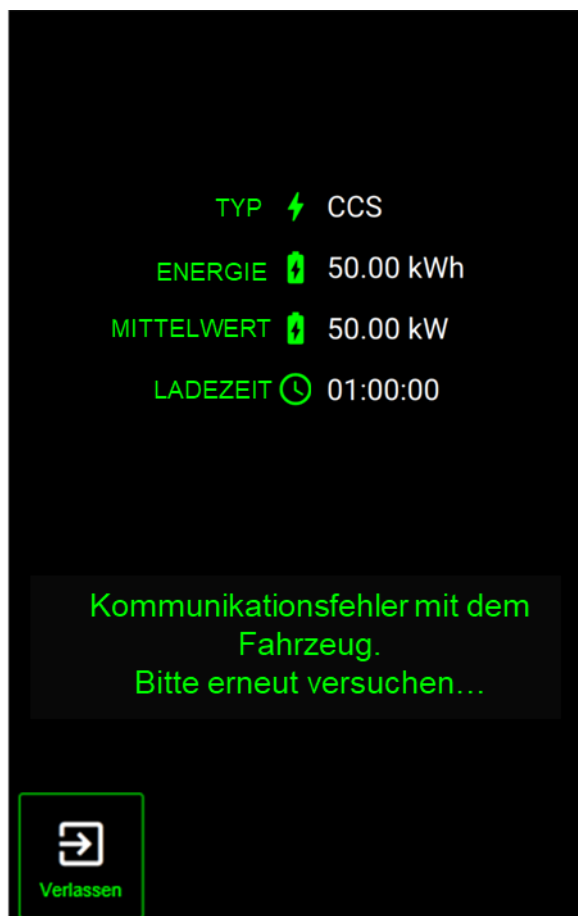 TYP CCS
ENERGIE 50.00 kWh
MITTELWERT 50.00 kW
LADEZEIT 01:00:00
Kommunikationsfehler mit dem
Fahrzeug.
Bitte erneut versuchen...
Verlassen